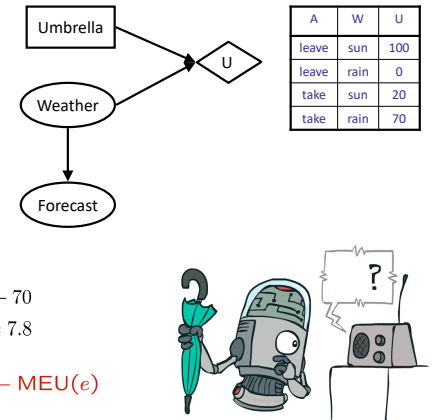 Umbrella
U
Weather
Forecast
A W U
leave sun 100
leave rain 0
take sun 20
take rain 70
– 70
7.8
– MEU(e)
?